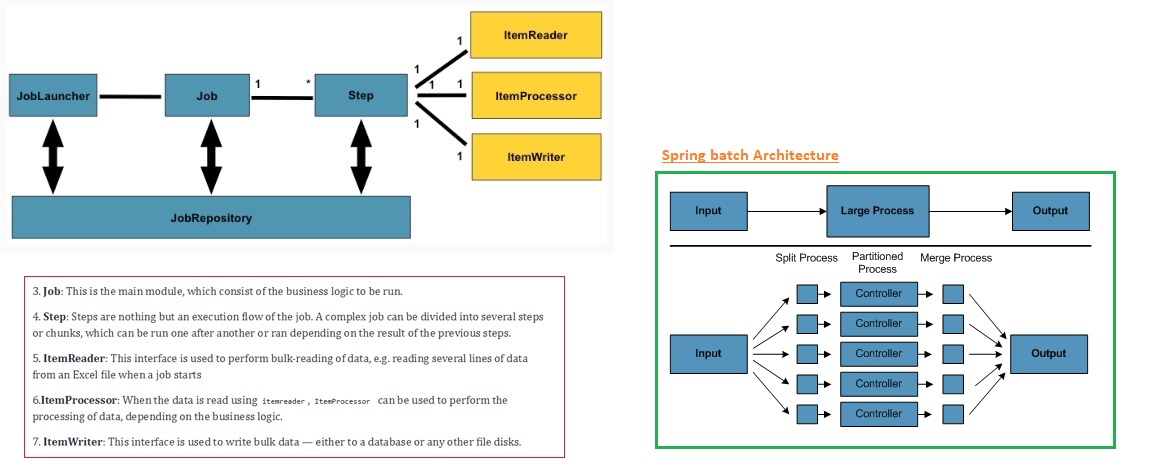 1
ItemReader
1
JobLauncher
Job
1
*
Step
1
1
ItemProcessor
1
1
ItemWriter
JobRepository
3. Job: This is the main module, which consist of the business logic to be run.
4. Step: Steps are nothing but an execution flow of the job. A complex job can be divided into several steps
or chunks, which can be run one after another or ran depending on the result of the previous steps.
5. ItemReader: This interface is used to perform bulk-reading of data, e.g. reading several lines of data
from an Excel file when a job starts
6.ItemProcessor: When the data is read using itemreader, ItemProcessor can be used to perform the
processing of data, depending on the business logic.
7. ItemWriter: This interface is used to write bulk data — either to a database or any other file disks.
Spring batch Architecture
Input
Large Process
Output
Split Process
Partitioned
Process
Merge Process
Controller
Controller
Input
Controller
Output
Controller
Controller